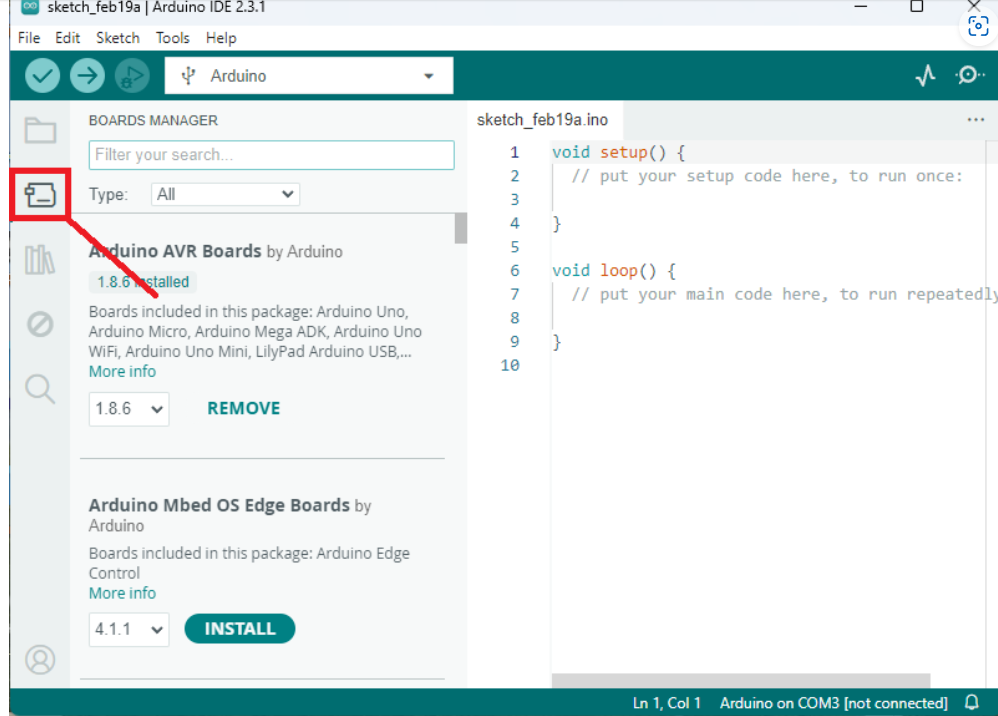 sketch_feb19a | Arduino IDE 2.3.1
File Edit Sketch Tools Help
Arduino
BOARDS MANAGER
Filter your search...
Type: All
Arduino AVR Boards by Arduino
1.8.6 installed
Boards included in this package: Arduino Uno,
Arduino Micro, Arduino Mega ADK, Arduino Uno
WiFi, Arduino Uno Mini, LilyPad Arduino USB,...
More info
1.8.6 REMOVE
Arduino Mbed OS Edge Boards by
Arduino
Boards included in this package: Arduino Edge
Control
More info
4.1.1 INSTALL
sketch_feb19a.ino
1 void setup() {
2 // put your setup code here, to run once:
3
4 }
5
6 void loop() {
7 // put your main code here, to run repeatedly
8
9 }
10
Ln 1, Col 1 Arduino on COM3 [not connected]